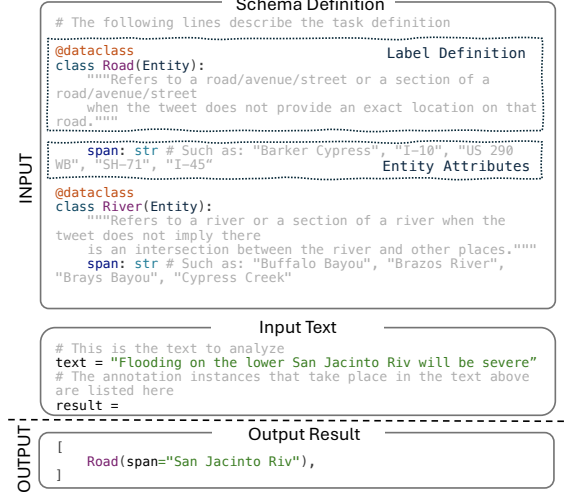 Schema Definition
# The following lines describe the task definition
@dataclass
Label Definition
class Road(Entity):
"""Refers to a road/avenue/street or a section of a
road/avenue/street
when the tweet does not provide an exact location on that
road."""
span: str # Such as: "Barker Cypress", "I-10", "US 290
WB", "SH-71", "I-45“
Entity Attributes
@dataclass
class River(Entity):
"""Refers to a river or a section of a river when the
tweet does not imply there
is an intersection between the river and other places."""
span: str # Such as: "Buffalo Bayou", "Brazos River",
"Brays Bayou", "Cypress Creek"
INPUT
Input Text
# This is the text to analyze
text = "Flooding on the lower San Jacinto Riv will be severe”
# The annotation instances that take place in the text above
are listed here
result =
OUTPUT
Output Result
[
Road(span="San Jacinto Riv"),
]